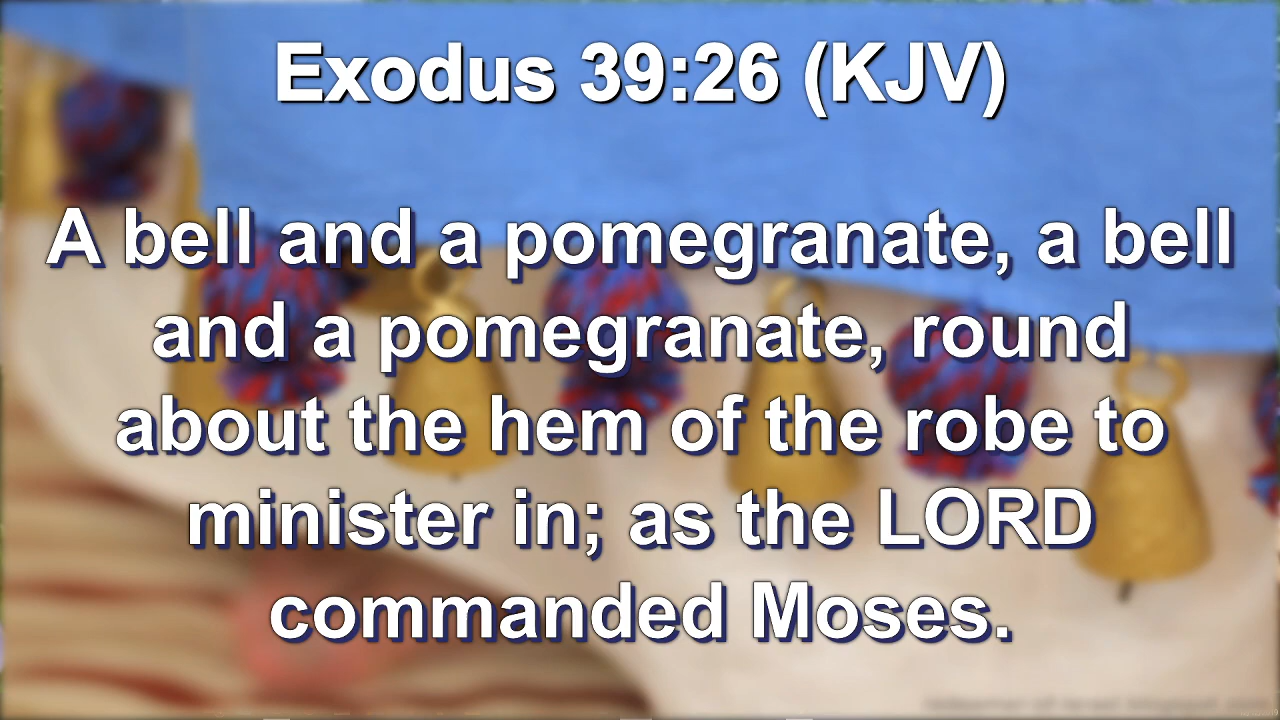 Exodus 39:26 (KJV)
A bell and a pomegranate, a bell
and a pomegranate, round
about the hem of the robe to
minister in; as the LORD
commanded Moses.